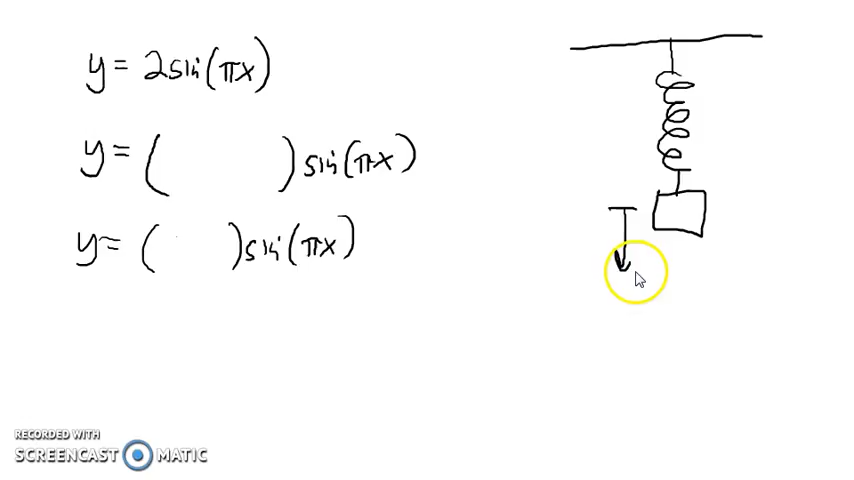 y = 2sin(πx)
y = ( ) sin(πx)
y = ( ) sin(πx)
RECORDED WITH
SCREENCAST MATIC